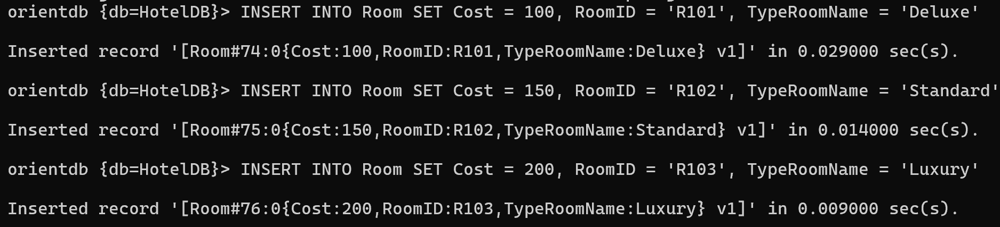 orientdb {db=HotelDB}> INSERT INTO Room SET Cost = 100, RoomID = 'R101', TypeRoomName = 'Deluxe'
Inserted record '[Room#74:0{Cost:100,RoomID:R101,TypeRoomName:Deluxe} v1]' in 0.029000 sec(s).
orientdb {db=HotelDB}> INSERT INTO Room SET Cost = 150, RoomID = 'R102', TypeRoomName = 'Standard'
Inserted record '[Room#75:0{Cost:150,RoomID:R102,TypeRoomName:Standard} v1]' in 0.014000 sec(s).
orientdb {db=HotelDB}> INSERT INTO Room SET Cost = 200, RoomID = 'R103', TypeRoomName = 'Luxury'
Inserted record '[Room#76:0{Cost:200,RoomID:R103,TypeRoomName:Luxury} v1]' in 0.009000 sec(s).